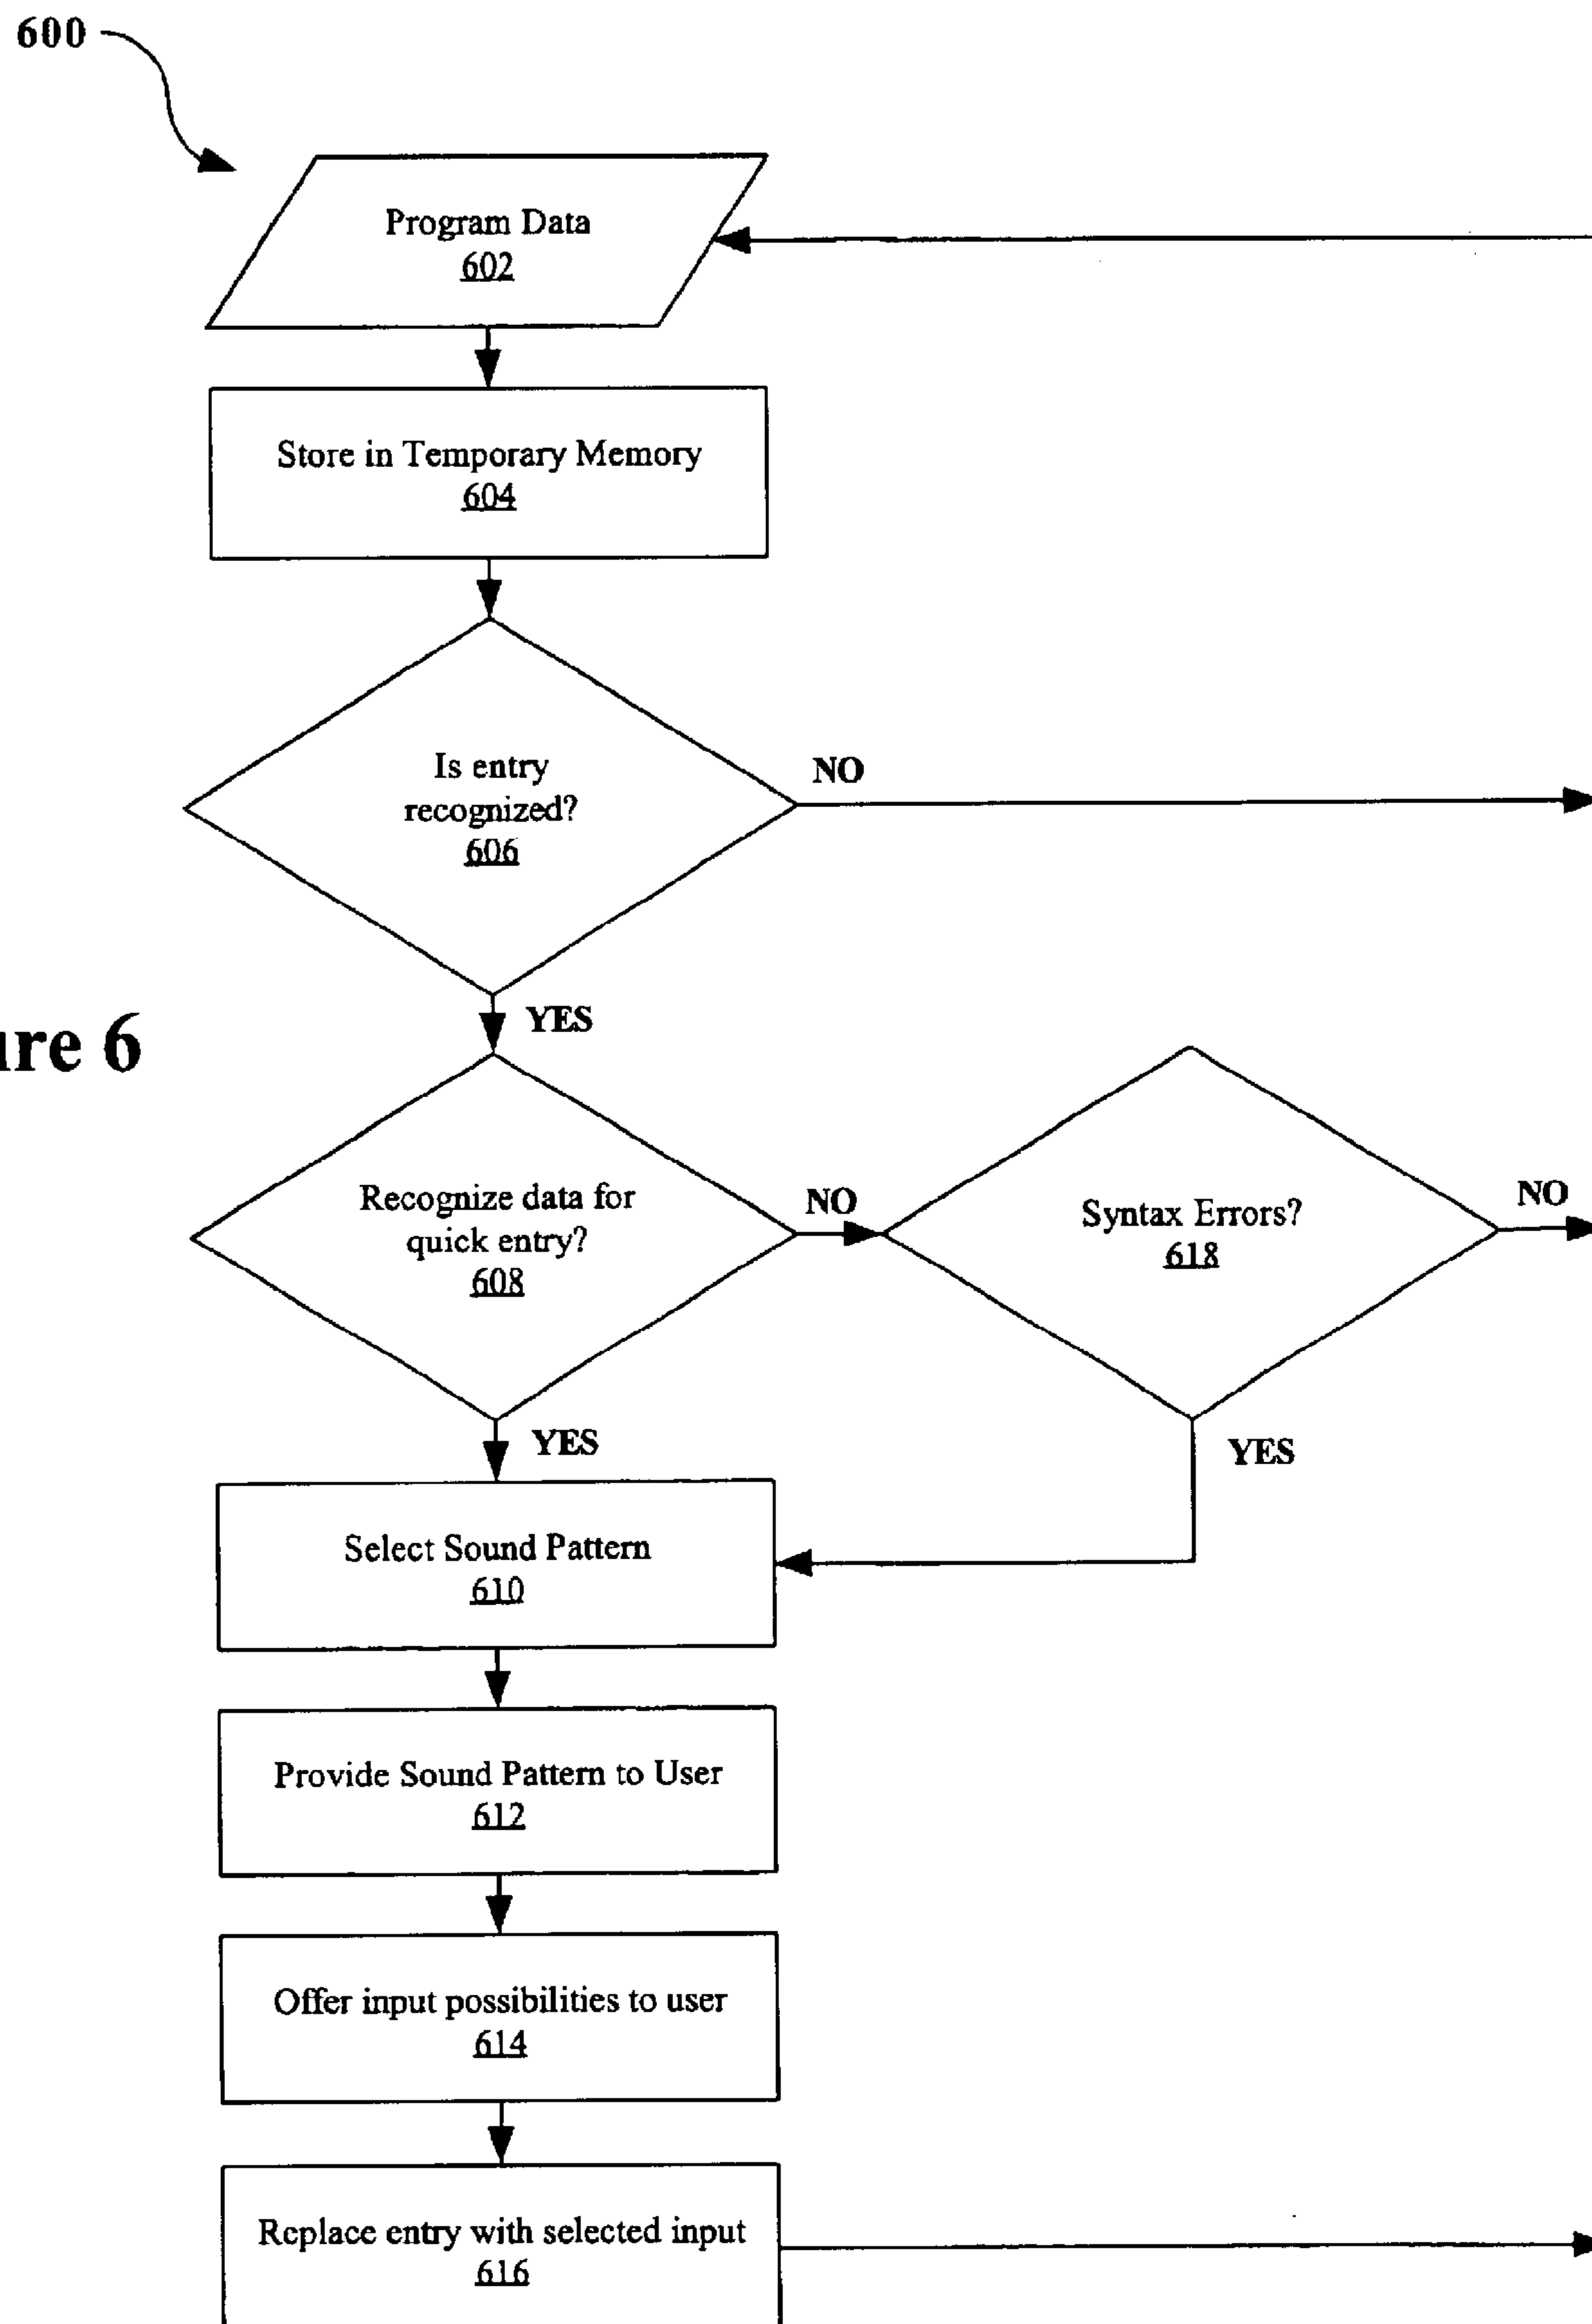 600
Program Data
602
Store in Temporary Memory
604
Is entry
recognized?
606
NO
YES
ure 6
Recognize data for
quick entry?
608
NO
Syntax Errors?
618
NO
YES
YES
Select Sound Pattern
610
Provide Sound Pattern to User
612
Offer input possibilities to user
614
Replace entry with selected input
616